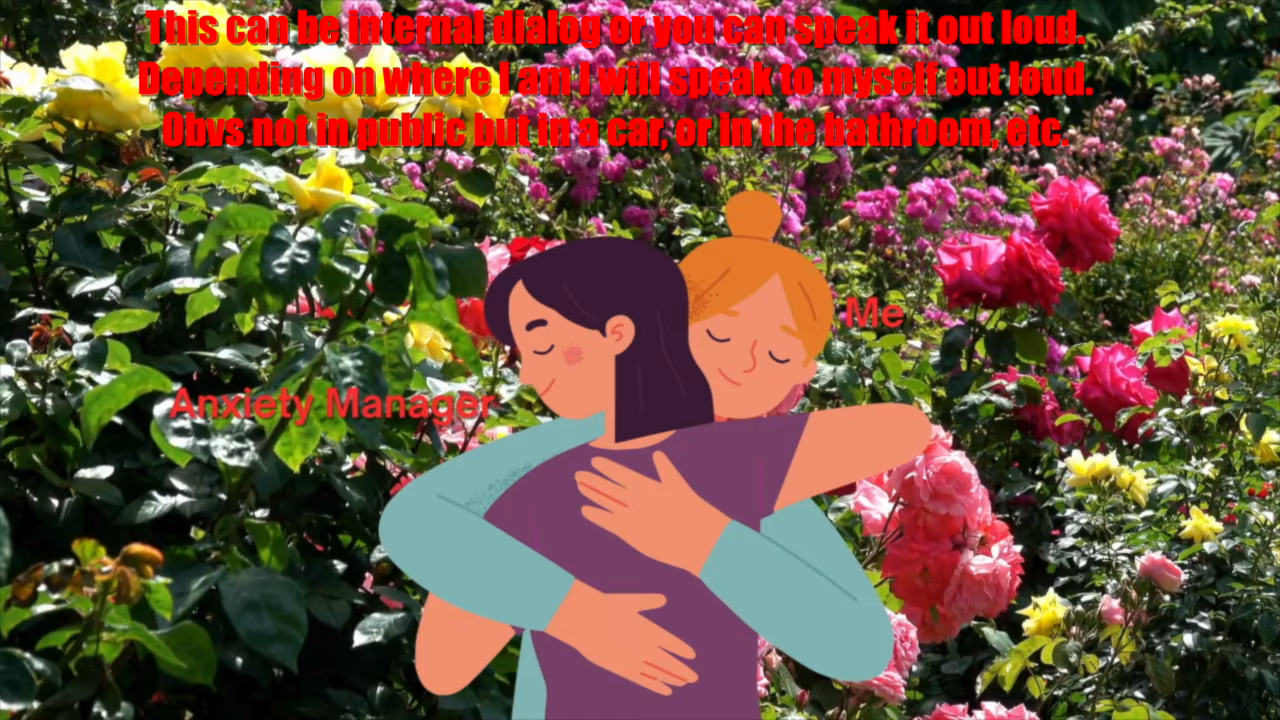 This can be internal dialog or you can speak it out loud.
Depending on where I am I will speak to myself out loud.
Obvs not in public but in a car, or in the bathroom, etc.
Me
Anxiety Manager